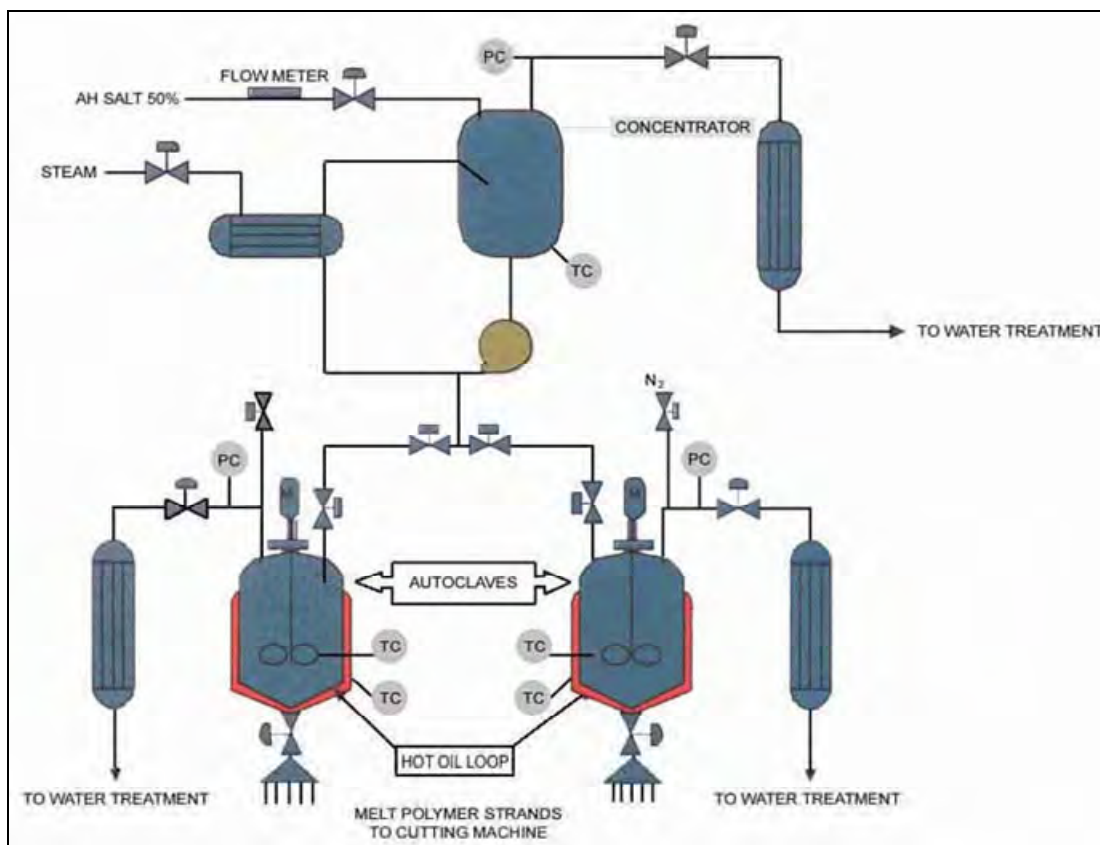 PC
FLOW METER
AH SALT 50%
CONCENTRATOR
STEAM
TC
TO WATER TREATMENT
N₂
PC
PC
M
M
AUTOCLAVES
TC
TC
TC
TC
HOT OIL LOOP
TO WATER TREATMENT
TO WATER TREATMENT
MELT POLYMER STRANDS
TO CUTTING MACHINE